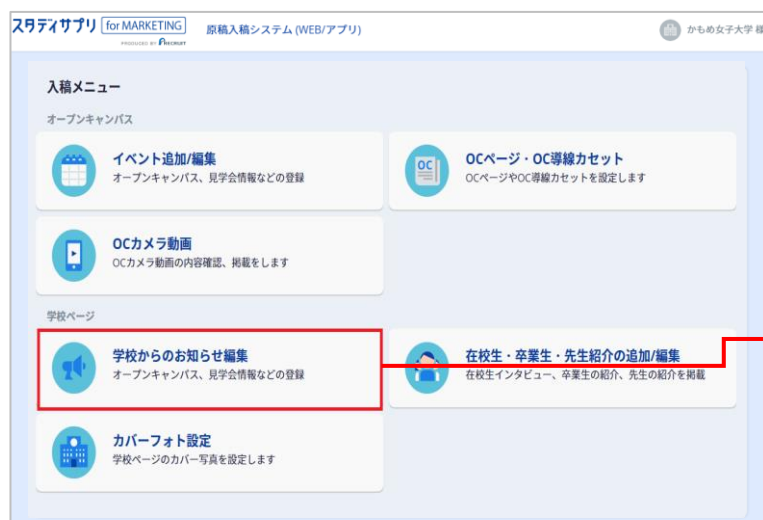 スタディサプリ for MARKETING 原稿入稿システム (WEB/アプリ) かもめ女子大学 様
PRODUCED BY RECRUIT
入稿メニュー
オープンキャンパス
イベント追加/編集
オープンキャンパス、見学会情報などの登録
OC
OCページ・OC導線カセット
OCページやOC導線カセットを設定します
OCカメラ動画
OCカメラ動画の内容確認、掲載をします
学校ページ
学校からのお知らせ編集
オープンキャンパス、見学会情報などの登録
在校生・卒業生・先生紹介の追加/編集
在校生インタビュー、卒業生の紹介、先生の紹介を掲載
カバーフォト設定
学校ページのカバー写真を設定します